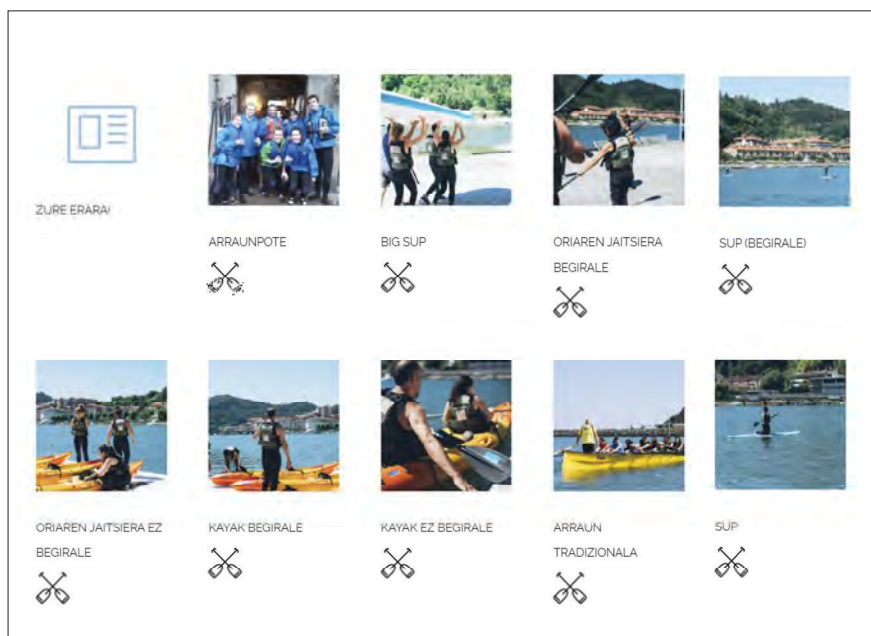 ZURE ERARA!
ARRAUNPOTE
BIG SUP
ORIAREN JAITSIERA
BEGIRALE
SUP (BEGIRALE)
ORIAREN JAITSIERA EZ
BEGIRALE
KAYAK BEGIRALE
KAYAK EZ BEGIRALE
ARRAUN
TRADIZIONALA
SUP